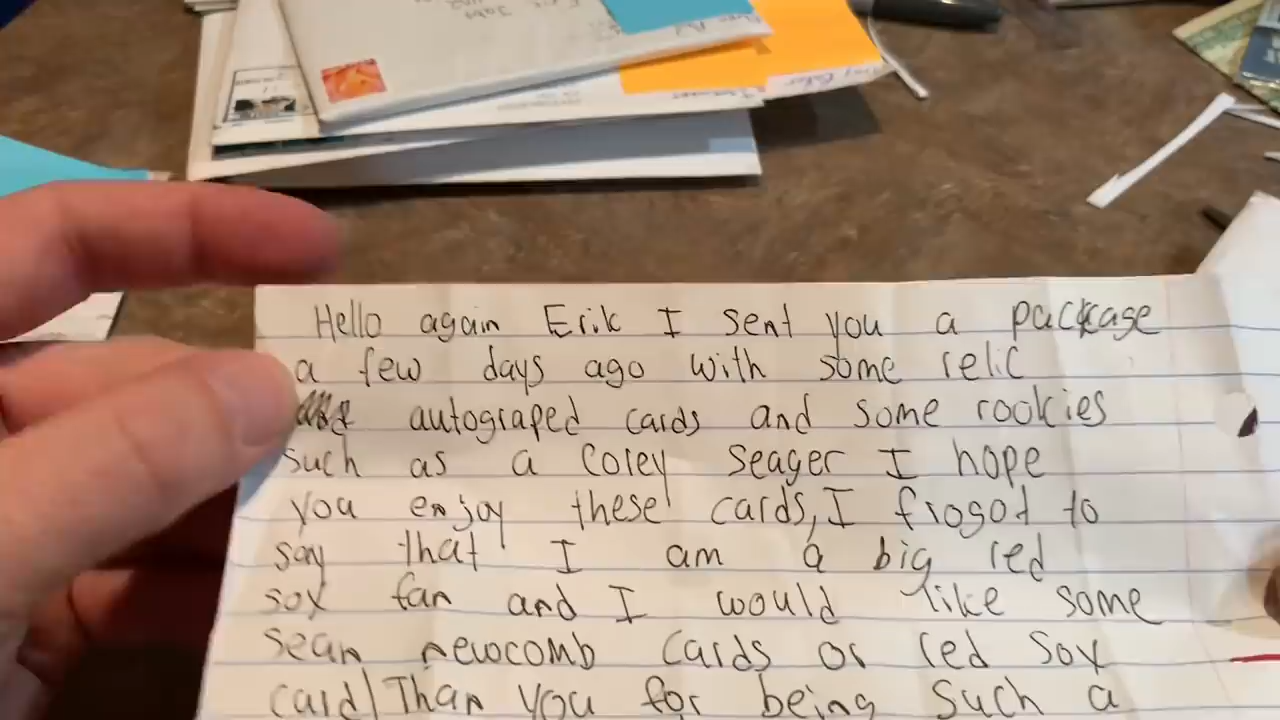 Hello again Erik I sent you a package
a few days ago with some relic
autograped cards and some rookies
such as a Corey Seager I hope
you enjoy these cards, I frogot to
say that I am a big red
sox fan and I would like some
sean newcomb cards or red sox
card Than you for being such a